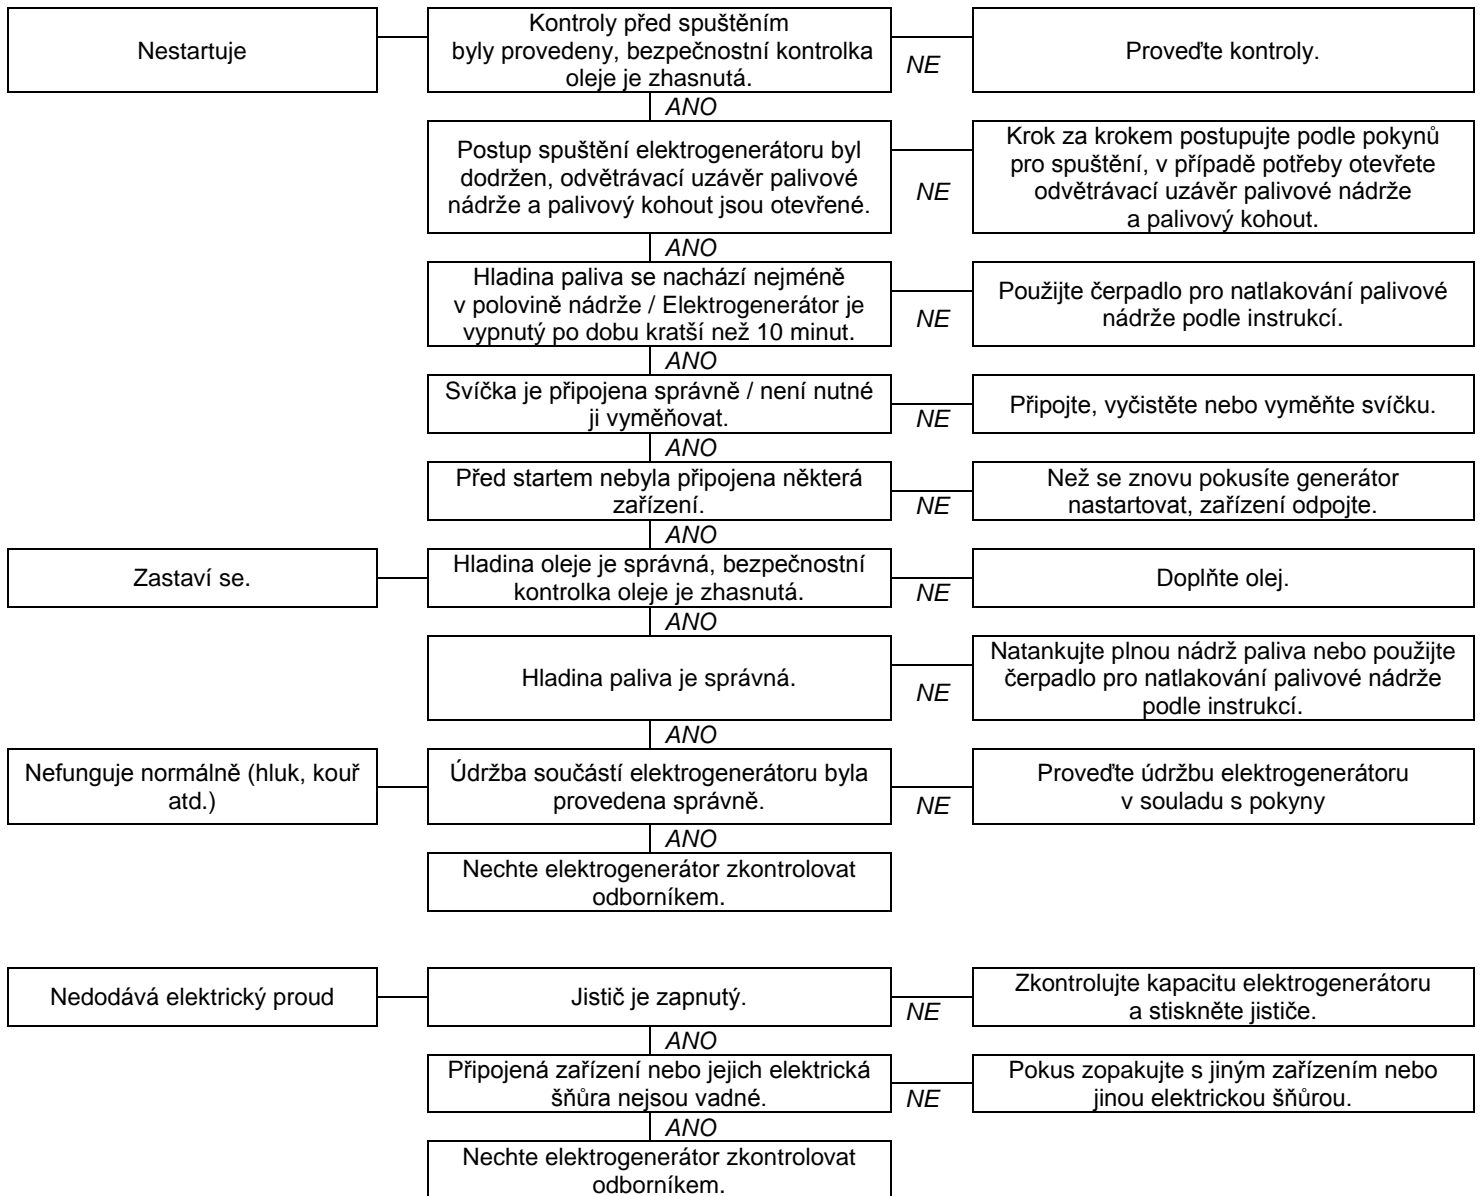 Nestartuje
Kontroly před spuštěním
byly provedeny, bezpečnostní kontrolka
oleje je zhasnutá.
NE
Proveďte kontroly.
ANO
Postup spuštění elektrogenerátoru byl
dodržen, odvětrávací uzávěr palivové
nádrže a palivový kohout jsou otevřené.
NE
Krok za krokem postupujte podle pokynů
pro spuštění, v případě potřeby otevřete
odvětrávací uzávěr palivové nádrže
a palivový kohout.
ANO
Hladina paliva se nachází nejméně
v polovině nádrže / Elektrogenerátor je
vypnutý po dobu kratší než 10 minut.
NE
Použijte čerpadlo pro natlakování palivové
nádrže podle instrukcí.
ANO
Svíčka je připojena správně / není nutné
ji vyměňovat.
NE
Připojte, vyčistěte nebo vyměňte svíčku.
ANO
Před startem nebyla připojena některá
zařízení.
NE
Než se znovu pokusíte generátor
nastartovat, zařízení odpojte.
ANO
Zastaví se.
Hladina oleje je správná, bezpečnostní
kontrolka oleje je zhasnutá.
NE
Doplňte olej.
ANO
Hladina paliva je správná.
NE
Natankujte plnou nádrž paliva nebo použijte
čerpadlo pro natlakování palivové nádrže
podle instrukcí.
ANO
Nefunguje normálně (hluk, kouř
atd.)
Údržba součástí elektrogenerátoru byla
provedena správně.
NE
Proveďte údržbu elektrogenerátoru
v souladu s pokyny
ANO
Nechte elektrogenerátor zkontrolovat
odborníkem.
Nedodává elektrický proud
Jistič je zapnutý.
NE
Zkontrolujte kapacitu elektrogenerátoru
a stiskněte jističe.
ANO
Připojená zařízení nebo jejich elektrická
šňůra nejsou vadné.
NE
Pokus zopakujte s jiným zařízením nebo
jinou elektrickou šňůrou.
ANO
Nechte elektrogenerátor zkontrolovat
odborníkem.